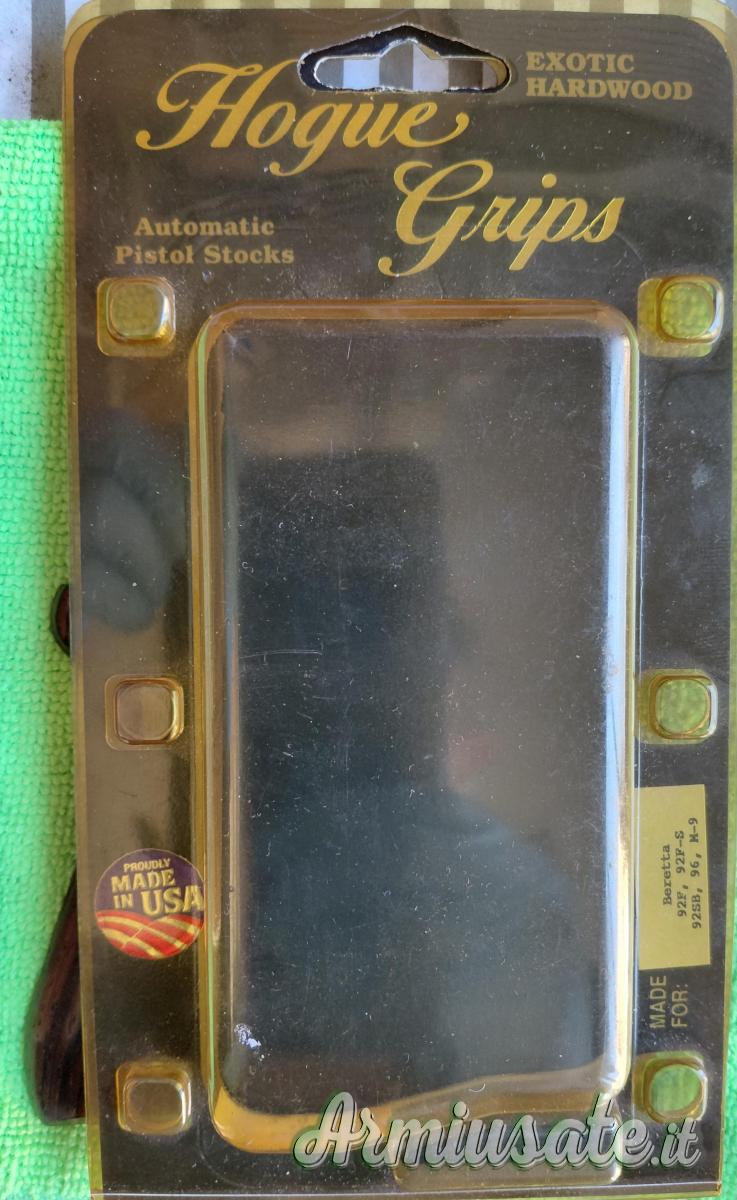 EXOTIC
HARDWOOD
Hogue
Grips
Automatic
Pistol Stocks
PROUDLY
MADE
IN USA
Beretta
92F, 92F-S
92SB, 96, M-9
MADE
FOR:
Armiusate.it